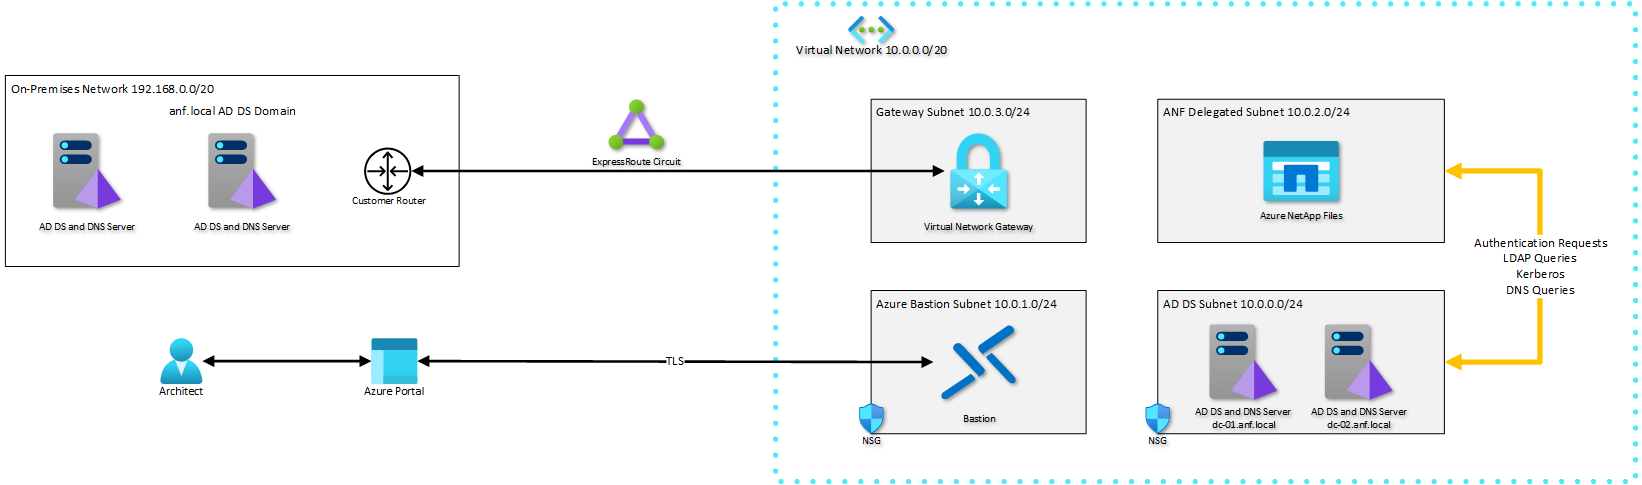 Virtual Network 10.0.0.0/20
On-Premises Network 192.168.0.0/20
anf.local AD DS Domain
AD DS and DNS Server
AD DS and DNS Server
Customer Router
ExpressRoute Circuit
Gateway Subnet 10.0.3.0/24
Virtual Network Gateway
ANF Delegated Subnet 10.0.2.0/24
Azure NetApp Files
Authentication Requests
LDAP Queries
Kerberos
DNS Queries
Architect
Azure Portal
TLS
Azure Bastion Subnet 10.0.1.0/24
Bastion
NSG
AD DS Subnet 10.0.0.0/24
AD DS and DNS Server
dc-01.anf.local
AD DS and DNS Server
dc-02.anf.local
NSG